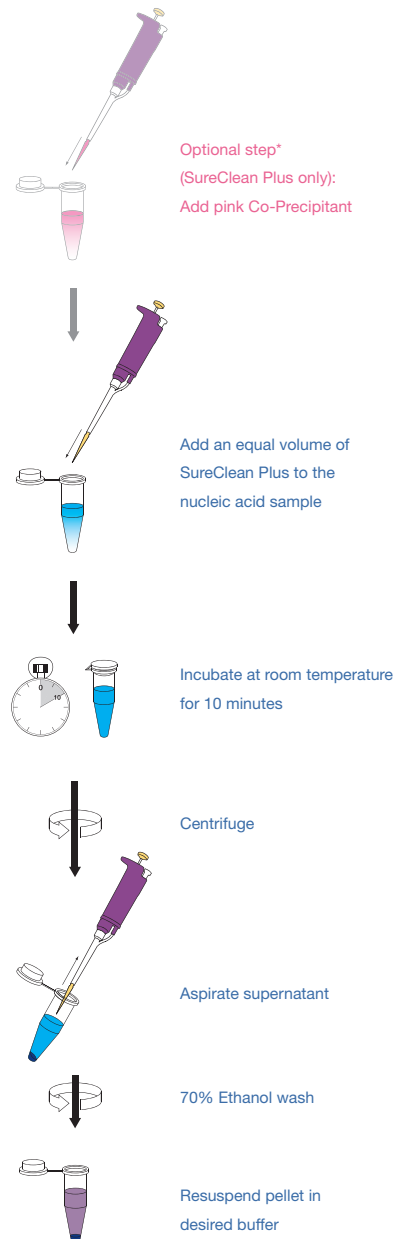 Optional step*
(SureClean Plus only):
Add pink Co-Precipitant
Add an equal volume of
SureClean Plus to the
nucleic acid sample
0
10
Incubate at room temperature
for 10 minutes
Centrifuge
Aspirate supernatant
70% Ethanol wash
Resuspend pellet in
desired buffer